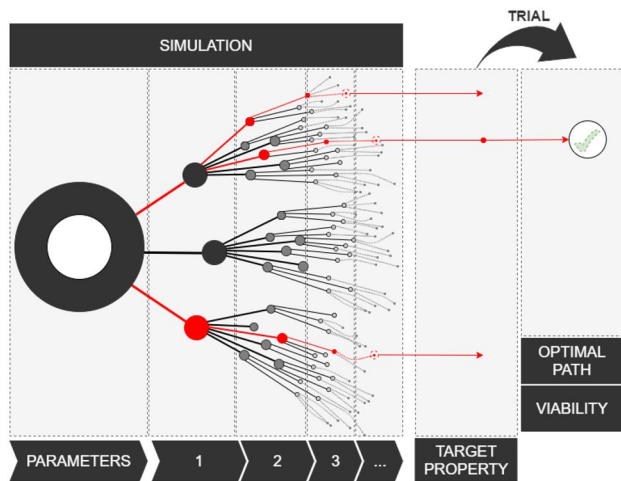 TRIAL
SIMULATION
OPTIMAL
PATH
VIABILITY
PARAMETERS
1
2
3
...
TARGET
PROPERTY